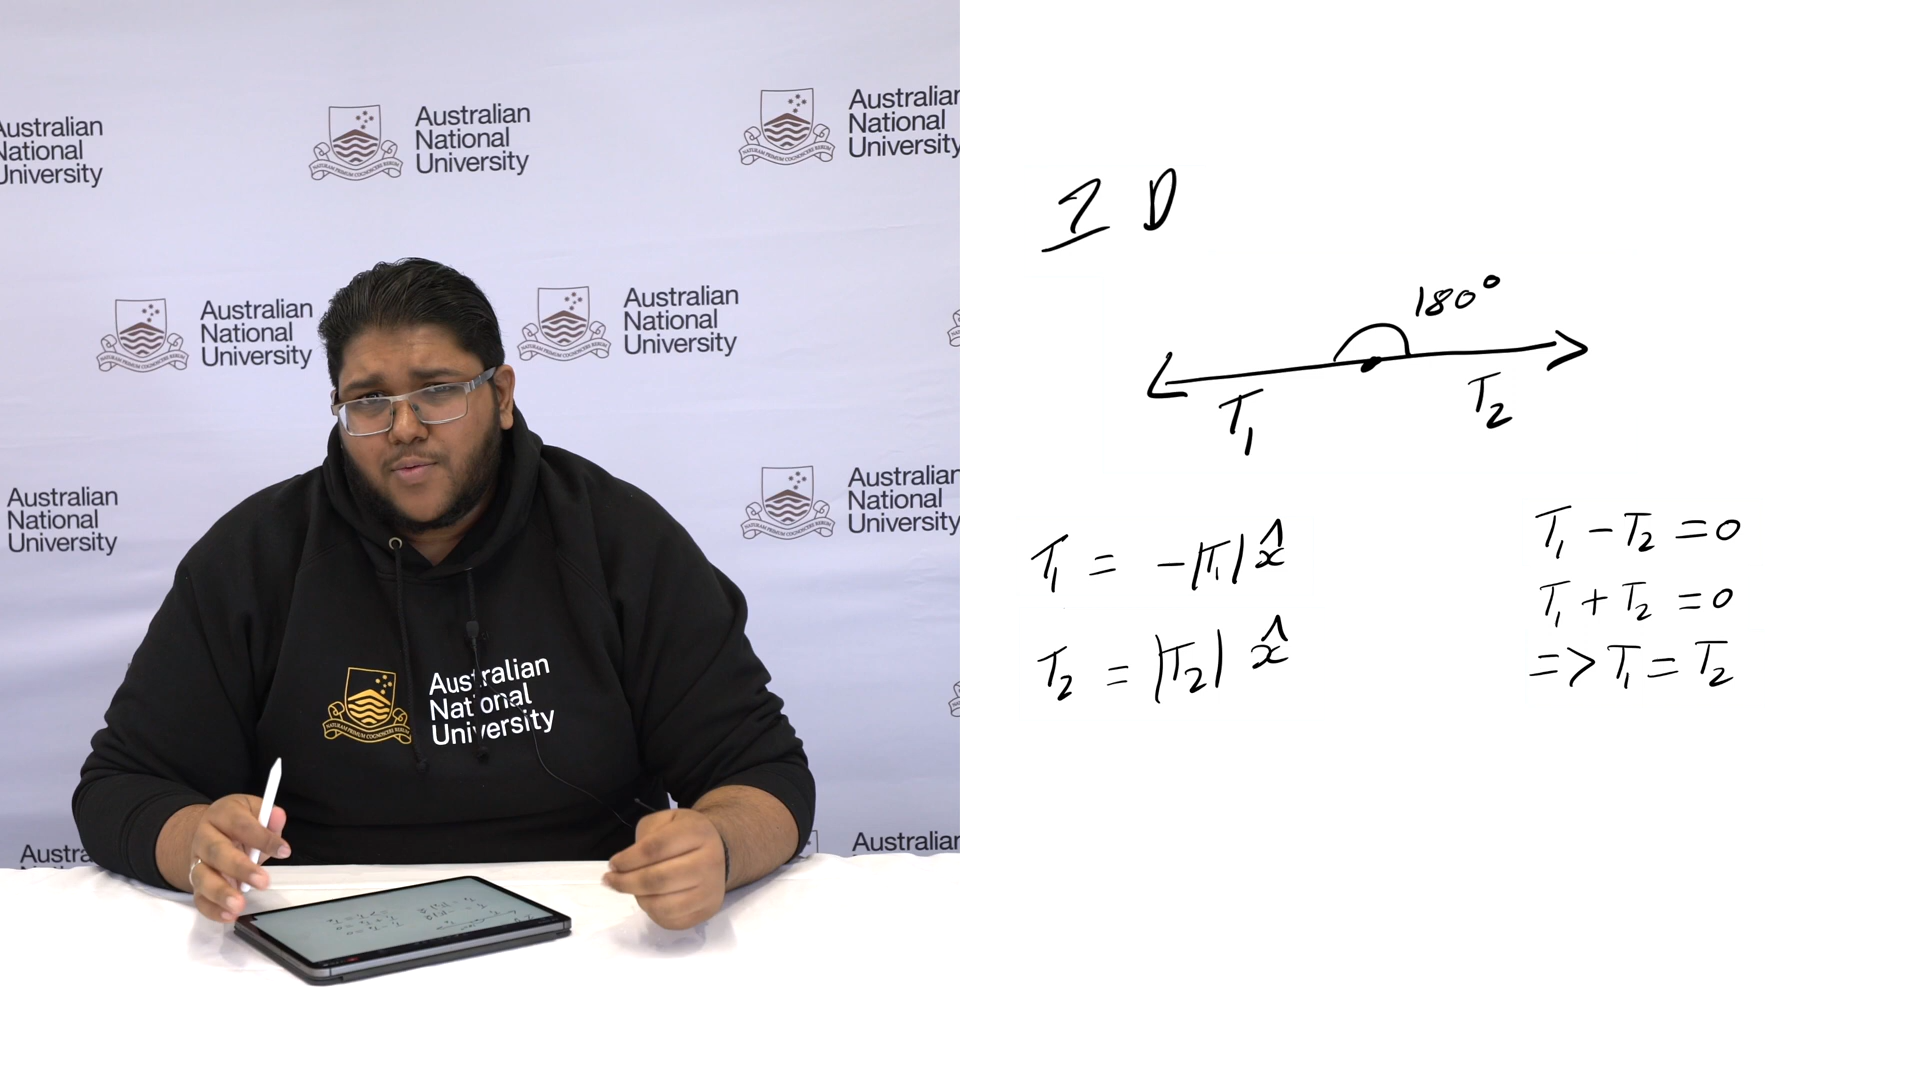 Australian
National
University
Australian
National
University
Australian
National
University
Australian
National
University
Australian
National
University
Australian
National
University
Australian
National
University
Australian
National
University
Australian
1 D
180°
T₁
T₂
T₁ = -|T₁| x̂
T₂ = |T₂| x̂
T₁ - T₂ = 0
T₁ + T₂ = 0
=> T₁ = T₂